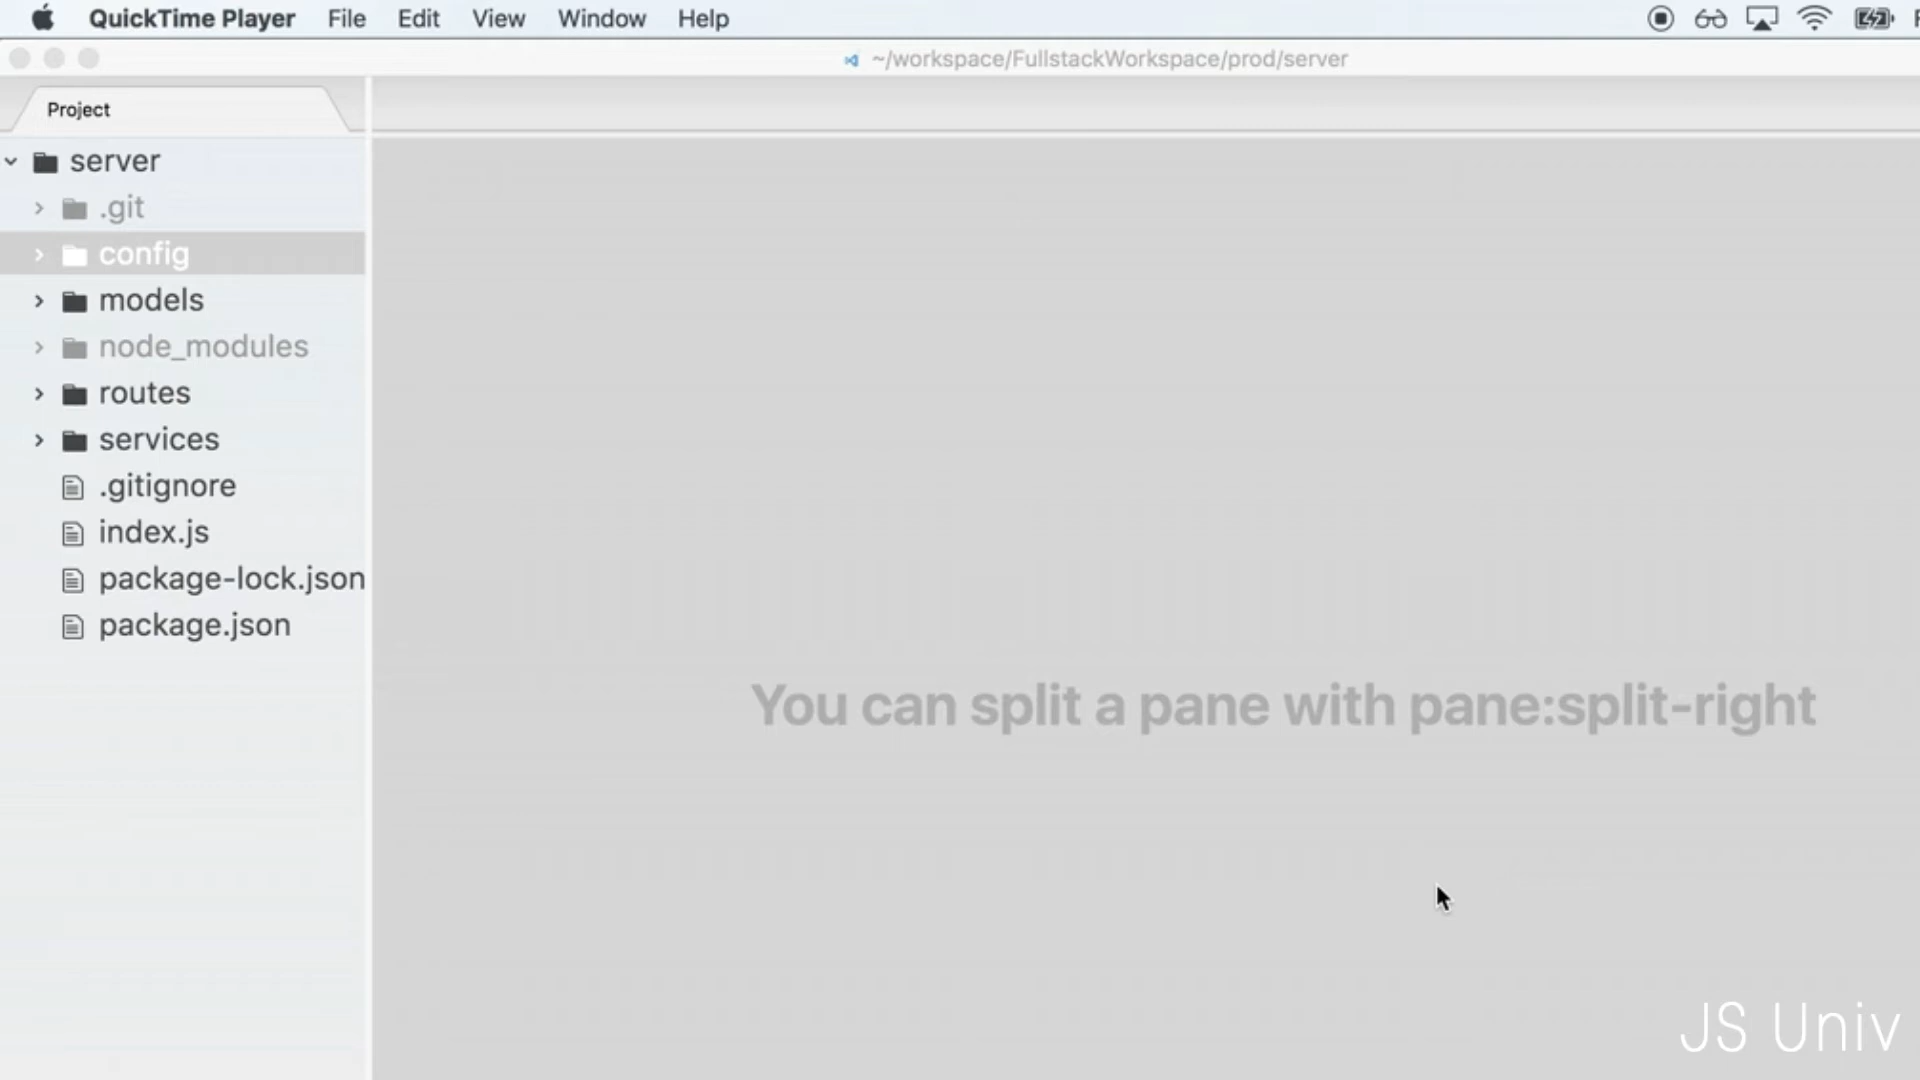 QuickTime Player File Edit View Window Help
~/workspace/FullstackWorkspace/prod/server
Project
server
.git
config
models
node_modules
routes
services
.gitignore
index.js
package-lock.json
package.json
You can split a pane with pane:split-right
JS Univ